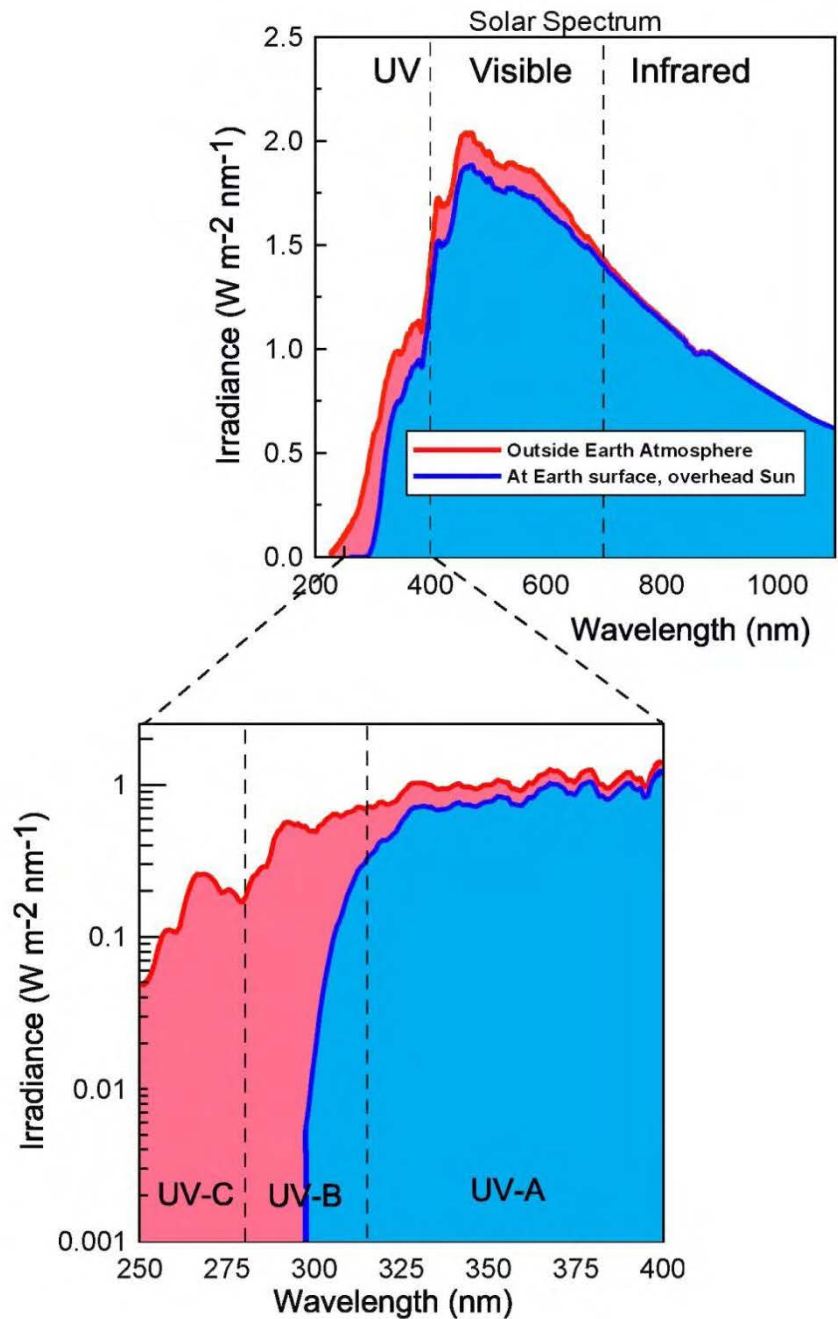 Solar Spectrum
2.5
UV Visible Infrared
2.0
1.5
1.0
0.5
0.0
Irradiance (W m-2 nm-1)
Outside Earth Atmosphere
At Earth surface, overhead Sun
200 400 600 800 1000
Wavelength (nm)
1
0.1
0.01
0.001
Irradiance (W m-2 nm-1)
UV-C UV-B UV-A
250 275 300 325 350 375 400
Wavelength (nm)